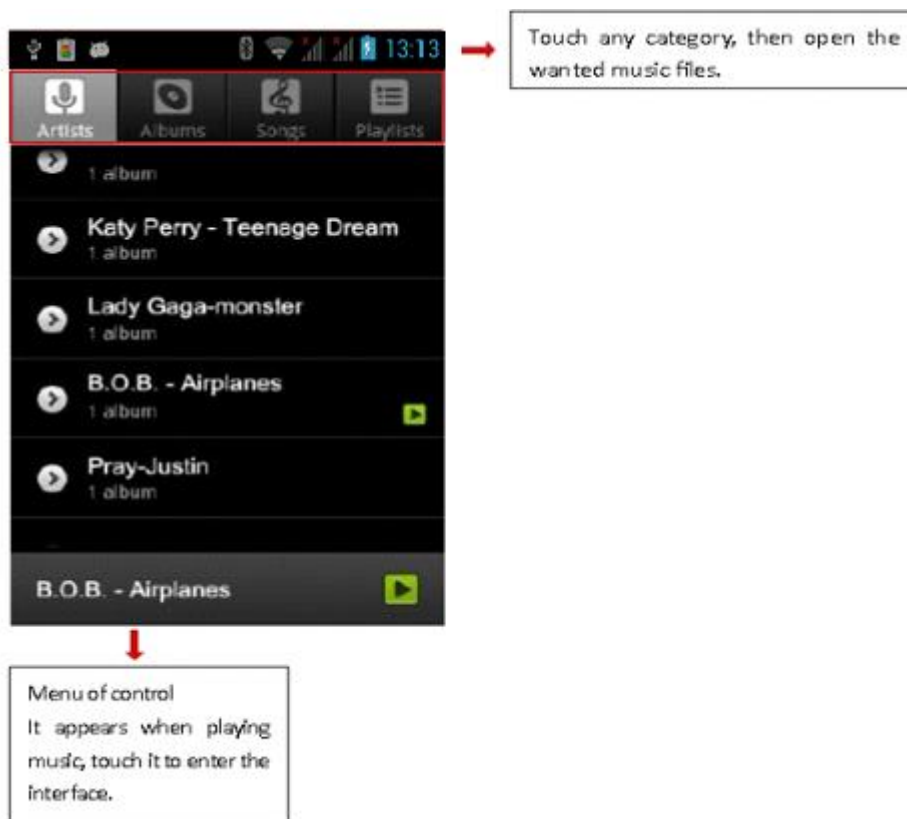 13:13
Touch any category, then open the
wanted music files.
Artists Albums Songs Playlists
1 album
Katy Perry - Teenage Dream
1 album
Lady Gaga-monster
1 album
B.O.B. - Airplanes
1 album
Pray-Justin
1 album
B.O.B. - Airplanes
Menu of control
It appears when playing
music, touch it to enter the
interface.